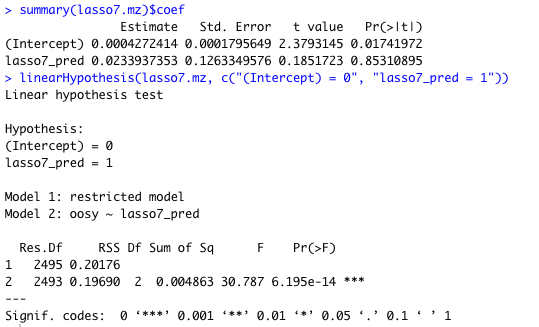 > summary(lasso7.mz)$coef
Estimate Std. Error t value Pr(>|t|)
(Intercept) 0.0004272414 0.0001795649 2.3793145 0.01741972
lasso7_pred 0.0233937353 0.1263349576 0.1851723 0.85310895
> linearHypothesis(lasso7.mz, c("(Intercept) = 0", "lasso7_pred = 1"))
Linear hypothesis test
Hypothesis:
(Intercept) = 0
lasso7_pred = 1
Model 1: restricted model
Model 2: oosy ~ lasso7_pred
Res.Df RSS Df Sum of Sq F Pr(>F)
1 2495 0.20176
2 2493 0.19690 2 0.004863 30.787 6.195e-14 ***
---
Signif. codes: 0 ‘***’ 0.001 ‘**’ 0.01 ‘*’ 0.05 ‘.’ 0.1 ‘ ’ 1